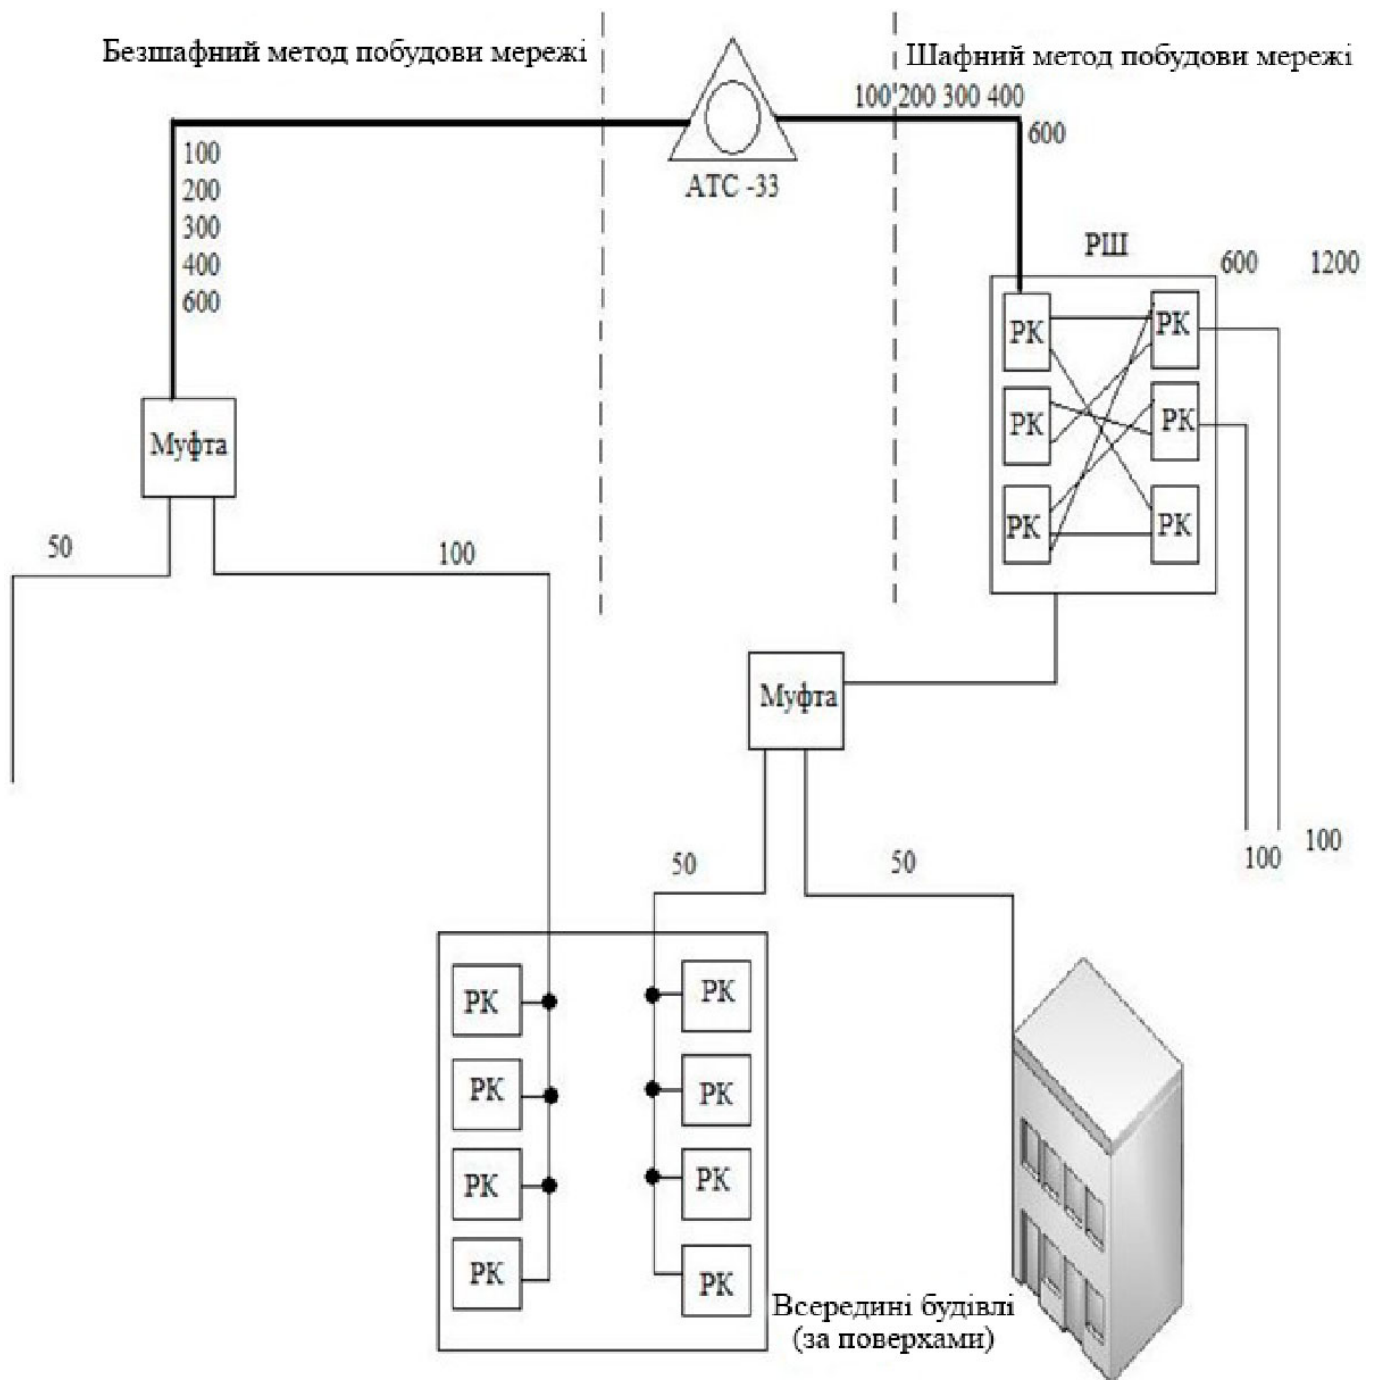 Безшафний метод побудови мережі
Шафний метод побудови мережі
100 200 300 400
600
100
200
300
400
600
АТС -33
РШ
600
1200
РК
РК
РК
РК
РК
РК
Муфта
50
100
Муфта
50
50
100
100
РК
РК
РК
РК
РК
РК
РК
РК
Всередині будівлі
(за поверхами)